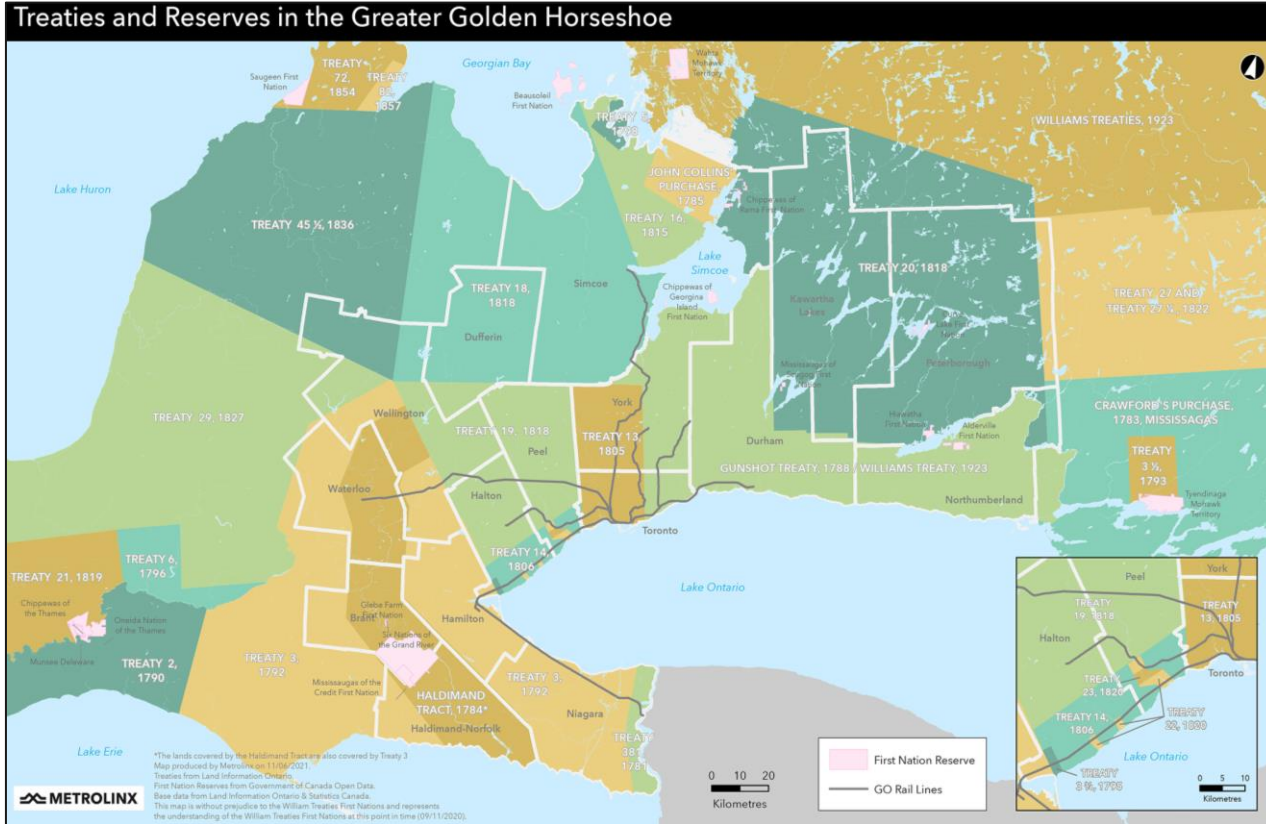 Treaties and Reserves in the Greater Golden Horseshoe
Saugeen First
Nation
TREATY
72,
1854
1857
Georgian Bay
Beausoleil
First Nation
Wahta
Mohawk
Territory
WILLIAMS TREATIES, 1923
Lake Huron
JOHN COLLINS
PURCHASE
1785
Chippewas of
Rama First Nation
TREATY 45 ½, 1836
TREATY 16,
1815
Lake
Simcoe
TREATY 20, 1818
TREATY 18,
1818
Simcoe
Chippewas of
Georgina
Island
First Nation
Kawartha
Lakes
TREATY 27 AND
1822
Dufferin
Peterborough
Mississaugas of
Nation
TREATY 29, 1827
Wellington
York
CRAWFORD'S PURCHASE,
1783, MISSISSAGAS
TREATY 19, 1818
TREATY 13,
1805
Hiawatha
First Nation
Alderville
First Nation
Peel
Durham
TREATY
3 ½,
1793
GUNSHOT TREATY, 1788 / WILLIAMS TREATY, 1923
Waterloo
Halton
Northumberland
Tyendinaga
Mohawk
Territory
Toronto
TREATY 14,
1806
TREATY 6,
1796
TREATY 21, 1819
Lake Ontario
Chippewas of
the Thames
Oneida Nation
of the Thames
Glebe Farm
First Nation
Brant
Hamilton
Six Nations of
the Grand River
Munsee Delaware
TREATY 2,
1790
TREATY 3,
1792
Mississaugas of the
Credit First Nation
TREATY 3,
1792
HALDIMAND
TRACT, 1784*
Niagara
Haldimand-Norfolk
TREATY
381,
Lake Erie
*The lands covered by the Haldimand Tract are also covered by Treaty 3
Map produced by Metrolinx on 11/06/2021.
Treaties from Land Information Ontario.
First Nation Reserves from Government of Canada Open Data.
Base data from Land Information Ontario & Statistics Canada.
This map is without prejudice to the William Treaties First Nations and represents
the understanding of the William Treaties First Nations at this point in time (09/11/2020).
METROLINX
0 10 20
Kilometres
First Nation Reserve
GO Rail Lines
Peel
York
TREATY
19, 1818
TREATY
13, 1805
Halton
Toronto
TREATY
23, 1820
TREATY 14,
1806
TREATY
22, 1820
Lake Ontario
TREATY
0 5 10
Kilometres